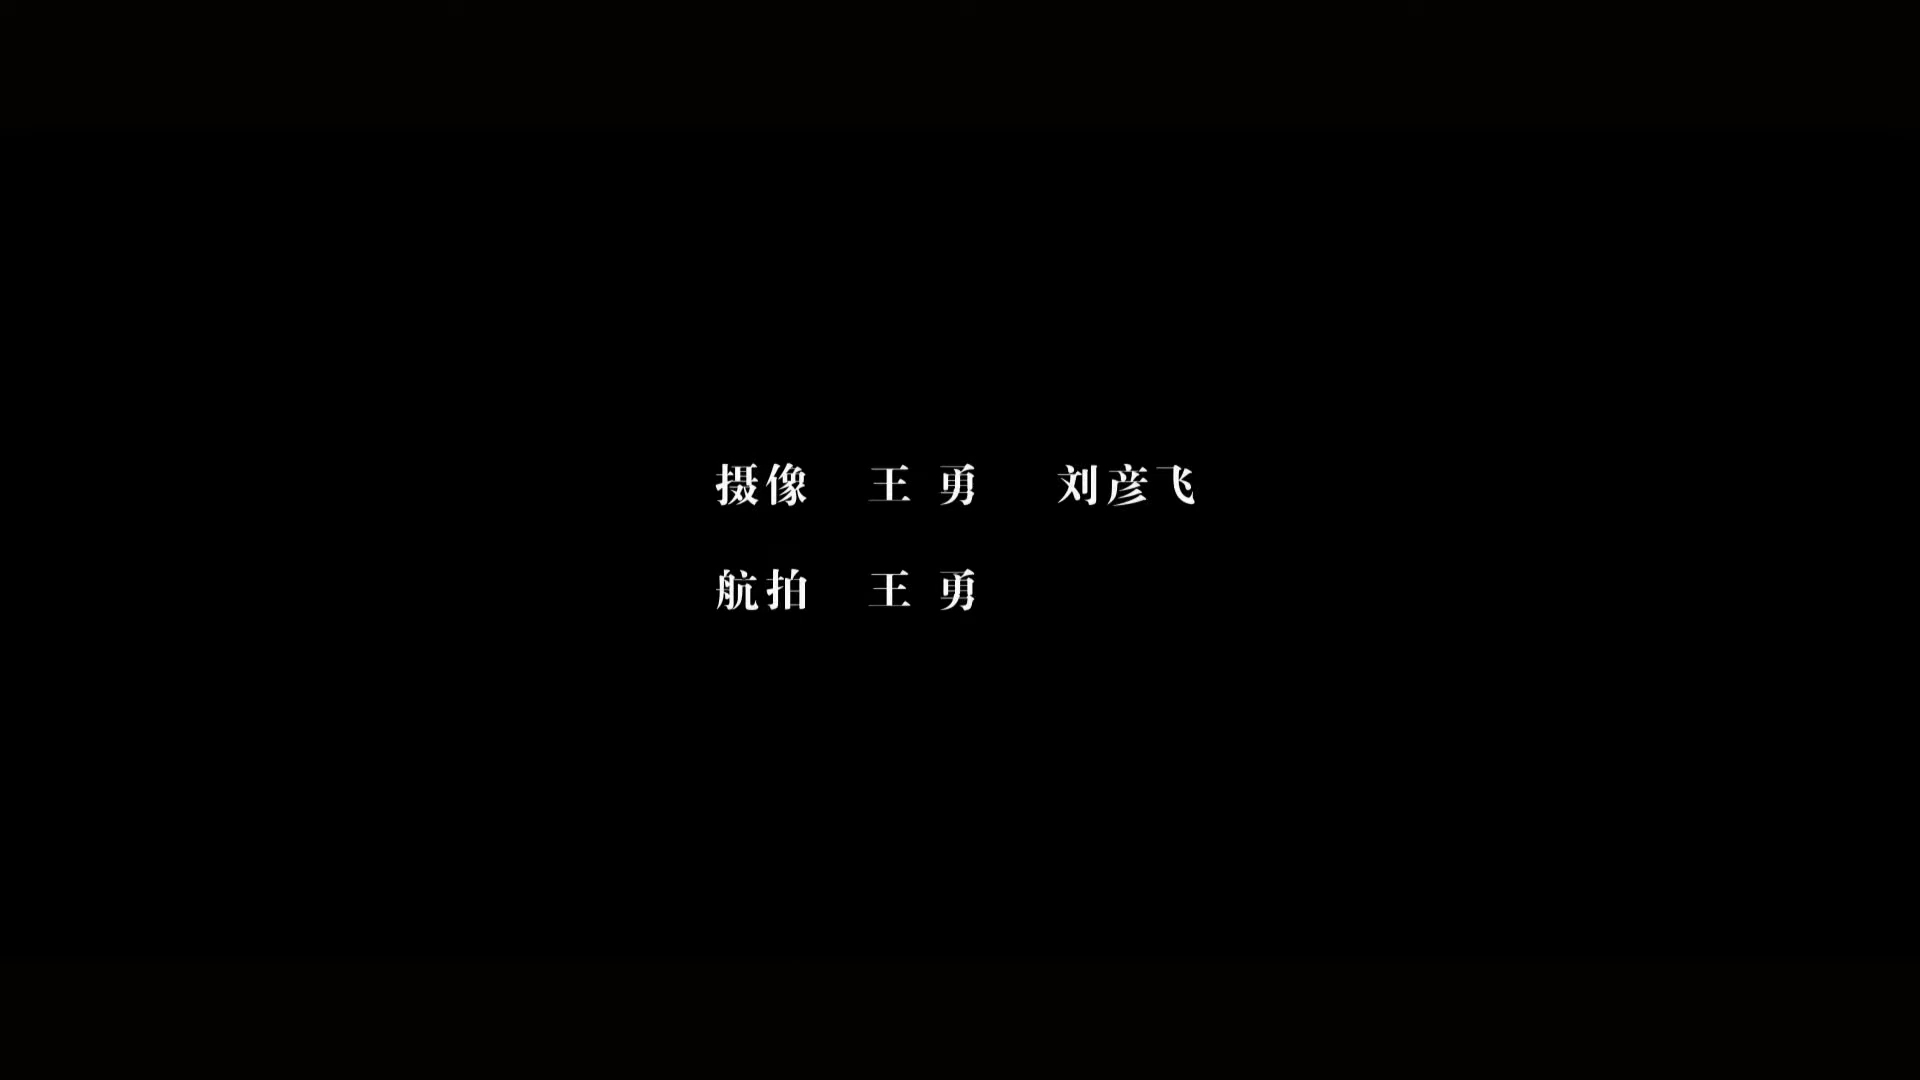 摄像 王 勇 刘彦飞
航拍 王 勇